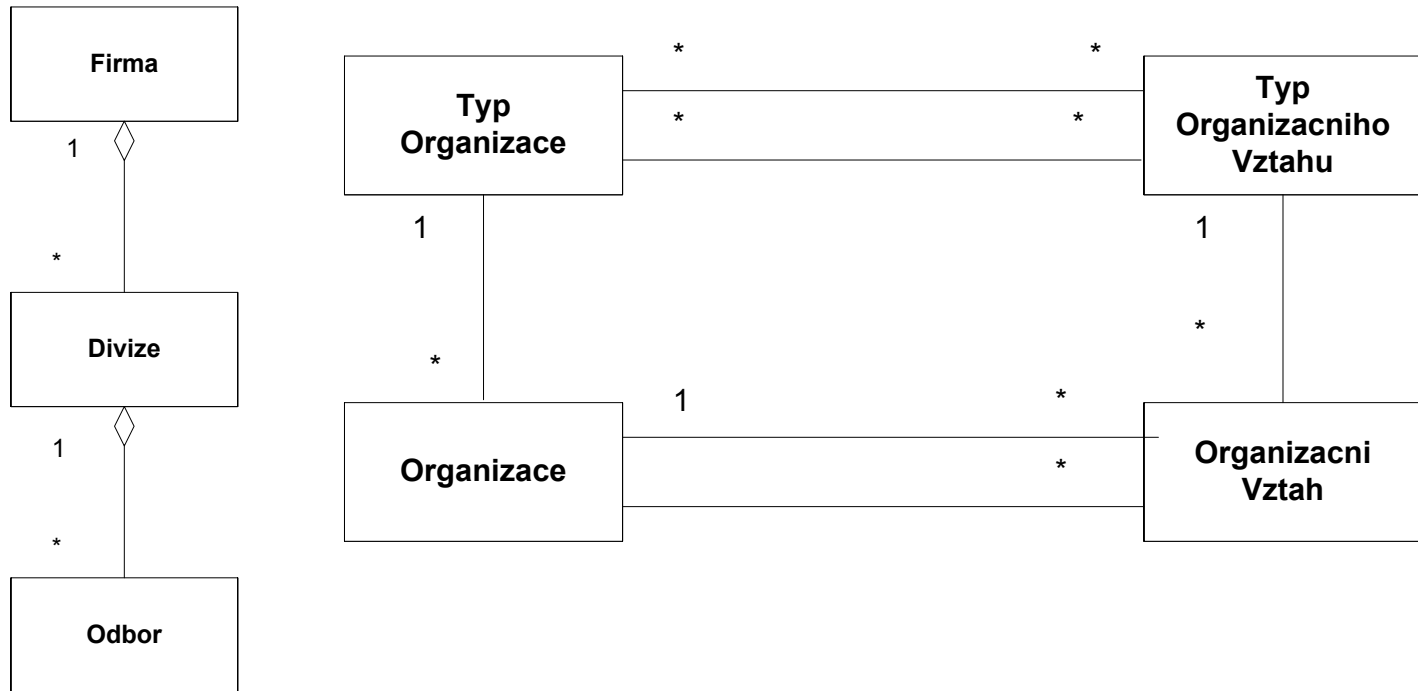 Firma
1
*
Divize
1
*
Odbor
* *
Typ
Organizace
* *
Typ
Organizacniho
Vztahu
1
1
*
*
1 *
Organizace
*
Organizacni
Vztah